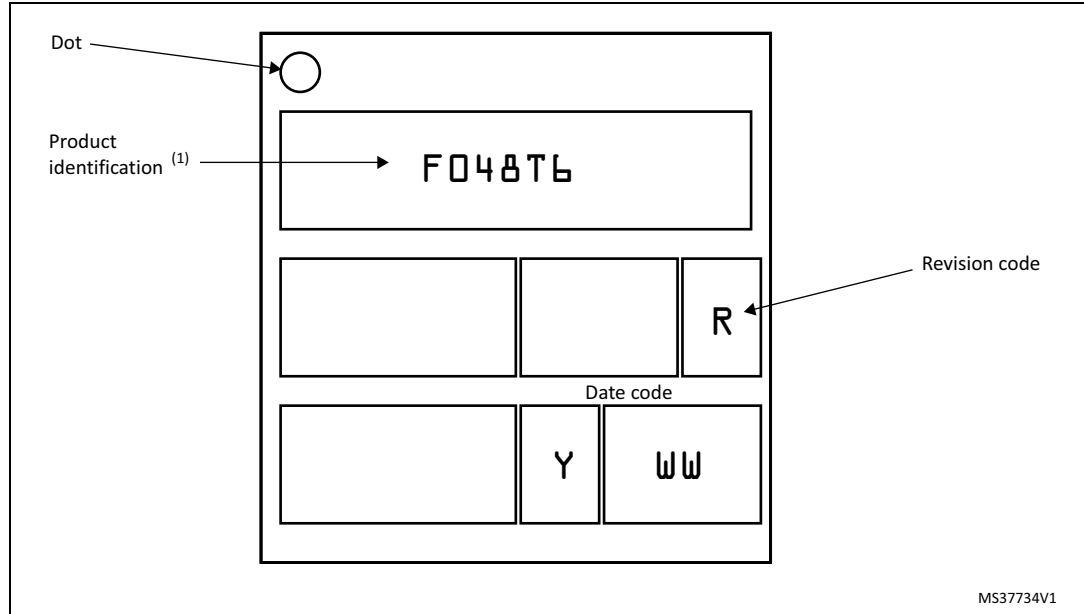 Dot
Product
identification (1)
F048T6
Revision code
R
Date code
Y WW
MS37734V1